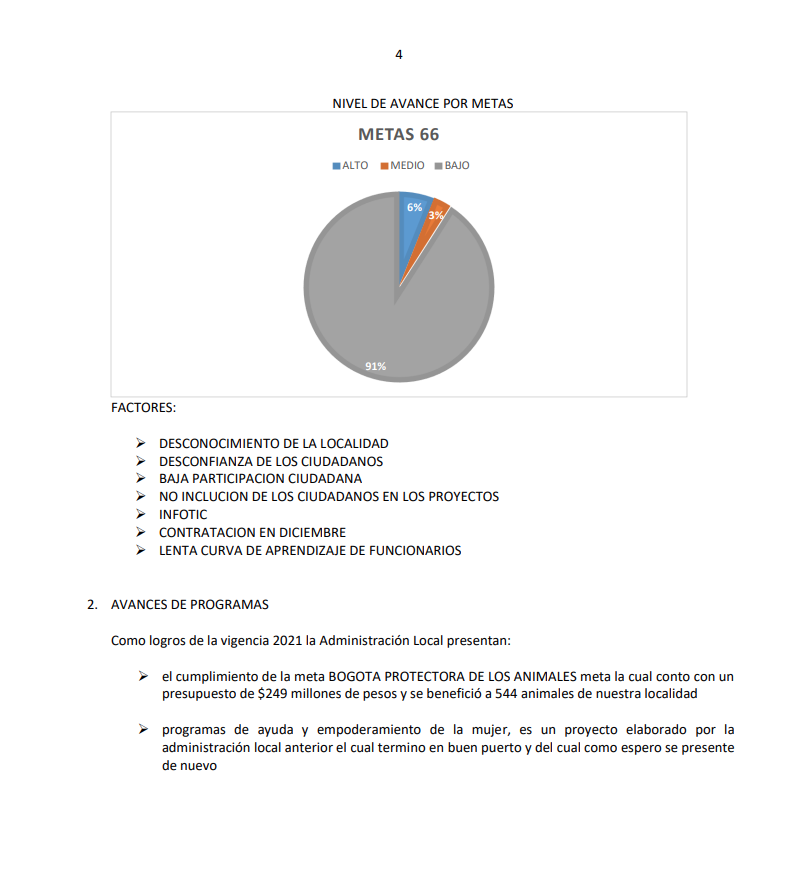 4
NIVEL DE AVANCE POR METAS
METAS 66
ALTO MEDIO BAJO
6%
3%
91%
FACTORES:
➢ DESCONOCIMIENTO DE LA LOCALIDAD
➢ DESCONFIANZA DE LOS CIUDADANOS
➢ BAJA PARTICIPACION CIUDADANA
➢ NO INCLUCION DE LOS CIUDADANOS EN LOS PROYECTOS
➢ INFOTIC
➢ CONTRATACION EN DICIEMBRE
➢ LENTA CURVA DE APRENDIZAJE DE FUNCIONARIOS
2. AVANCES DE PROGRAMAS
Como logros de la vigencia 2021 la Administración Local presentan:
➢ el cumplimiento de la meta BOGOTA PROTECTORA DE LOS ANIMALES meta la cual conto con un
presupuesto de $249 millones de pesos y se benefició a 544 animales de nuestra localidad
➢ programas de ayuda y empoderamiento de la mujer, es un proyecto elaborado por la
administración local anterior el cual termino en buen puerto y del cual como espero se presente
de nuevo